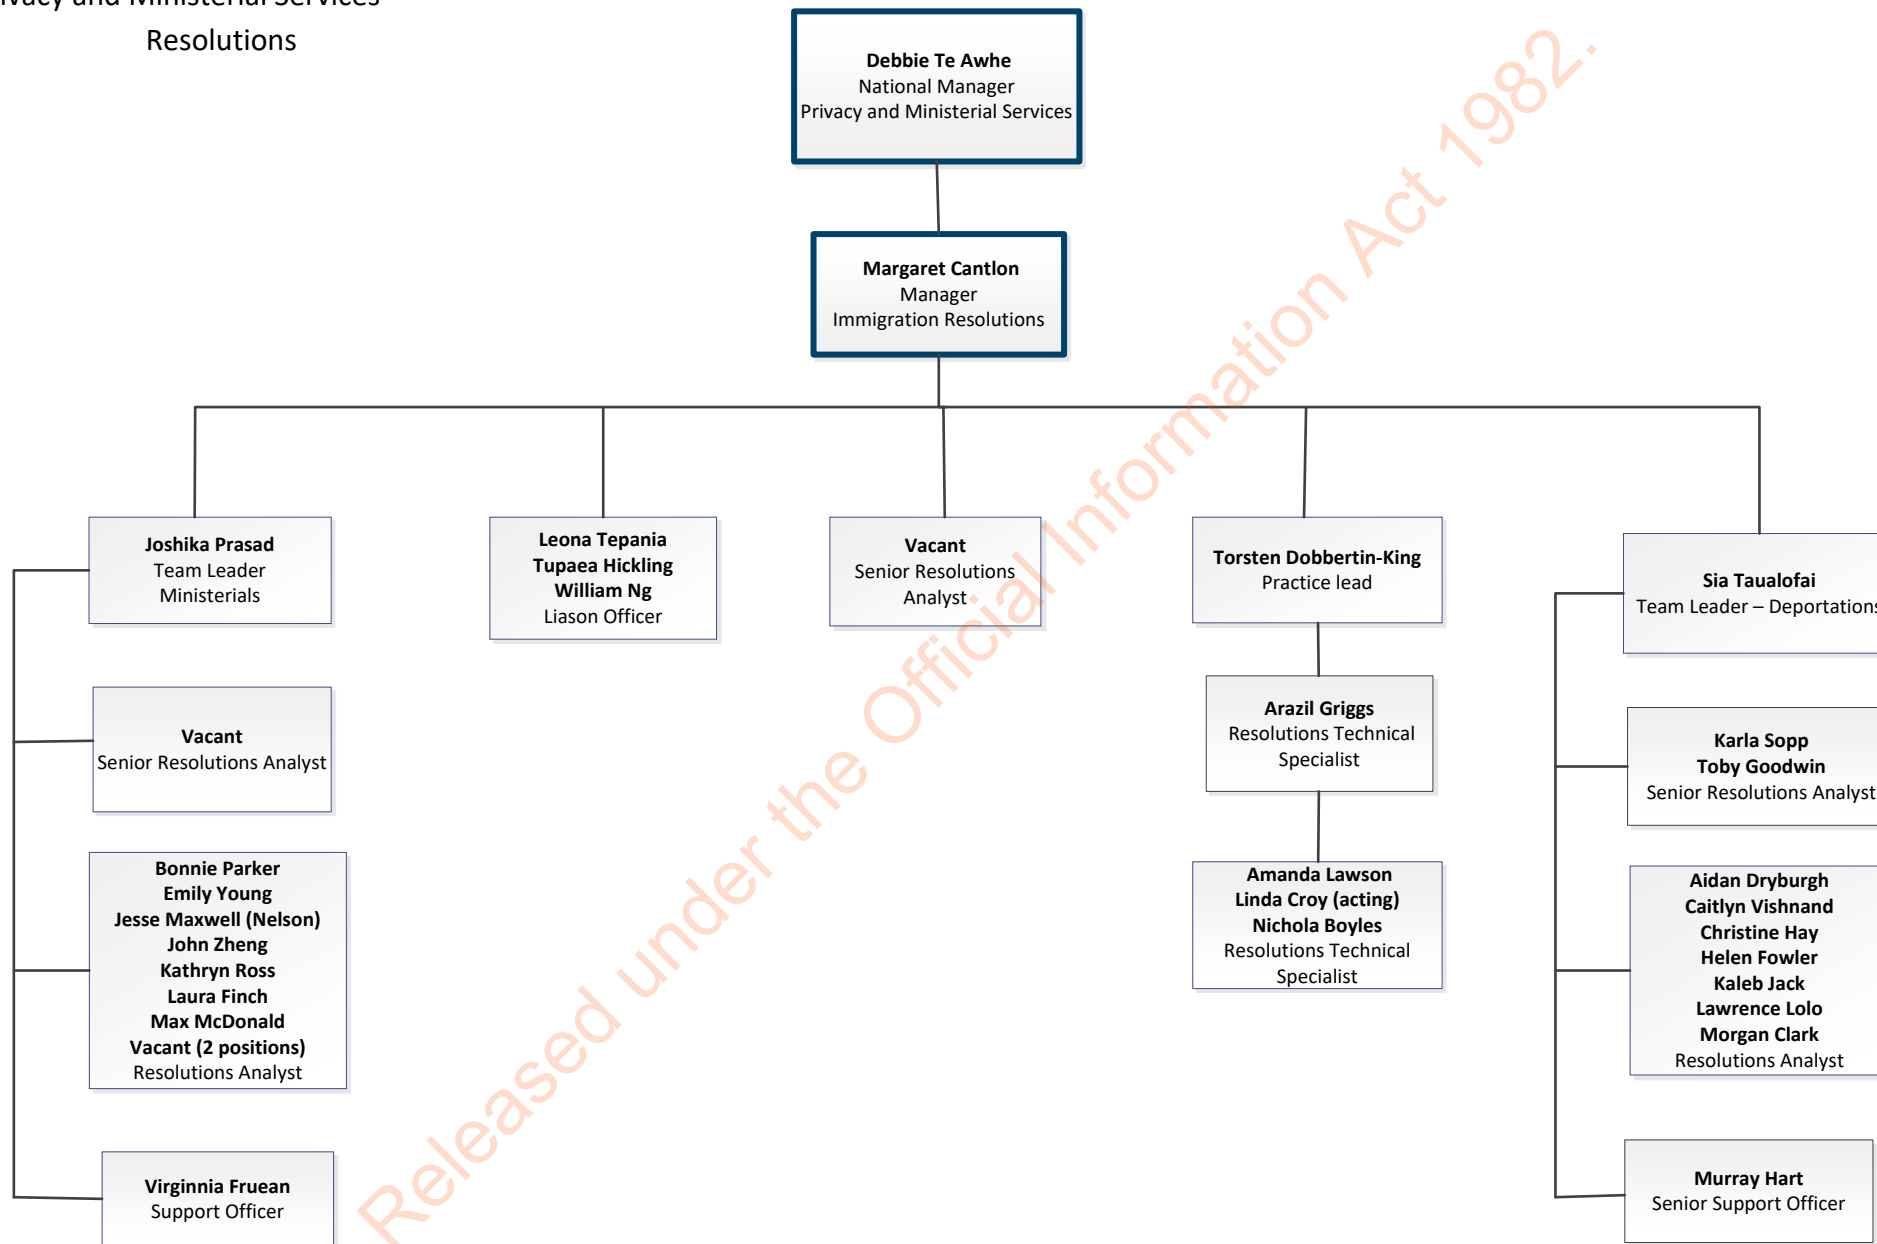 and Ministerial Services
Resolutions
Debbie Te Awhe
National Manager
Privacy and Ministerial Services
Margaret Cantlon
Manager
Immigration Resolutions
Joshika Prasad
Team Leader
Ministerials
Leona Tepania
Tupaea Hickling
William Ng
Liason Officer
Vacant
Senior Resolutions
Analyst
Torsten Dobbertin-King
Practice lead
Sia Taualofai
Team Leader – Deportations
Vacant
Senior Resolutions Analyst
Arazil Griggs
Resolutions Technical
Specialist
Karla Sopp
Toby Goodwin
Senior Resolutions Analyst
Bonnie Parker
Emily Young
Jesse Maxwell (Nelson)
John Zheng
Kathryn Ross
Laura Finch
Max McDonald
Vacant (2 positions)
Resolutions Analyst
Amanda Lawson
Linda Croy (acting)
Nichola Boyles
Resolutions Technical
Specialist
Aidan Dryburgh
Caitlyn Vishnand
Christine Hay
Helen Fowler
Kaleb Jack
Lawrence Lolo
Morgan Clark
Resolutions Analyst
Virginnia Fruean
Support Officer
Murray Hart
Senior Support Officer
Released under the Official Information Act 1982.